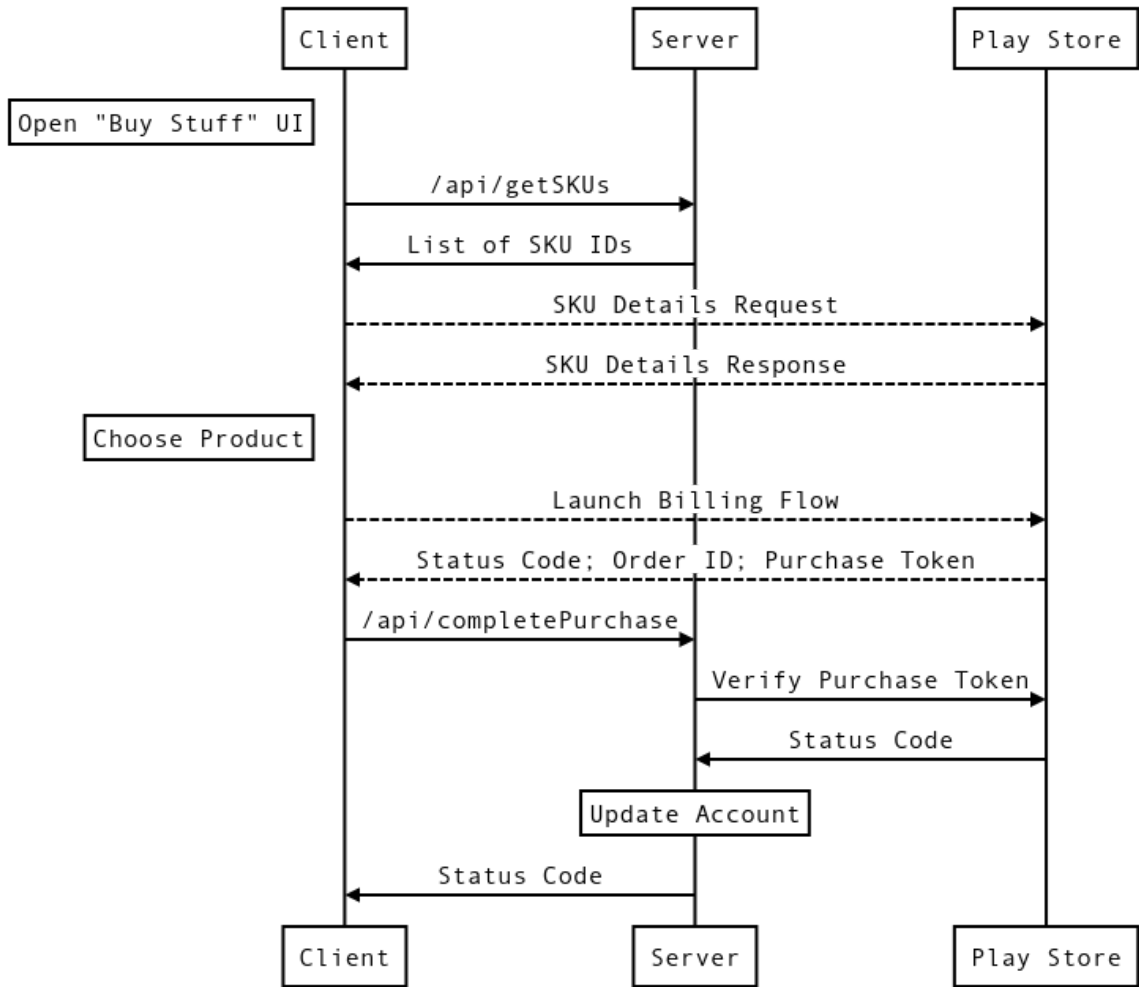 Client
Server
Play Store
Open "Buy Stuff" UI
/api/getSKUs
List of SKU IDs
SKU Details Request
SKU Details Response
Choose Product
Launch Billing Flow
Status Code; Order ID; Purchase Token
/api/completePurchase
Verify Purchase Token
Status Code
Update Account
Status Code
Client
Server
Play Store